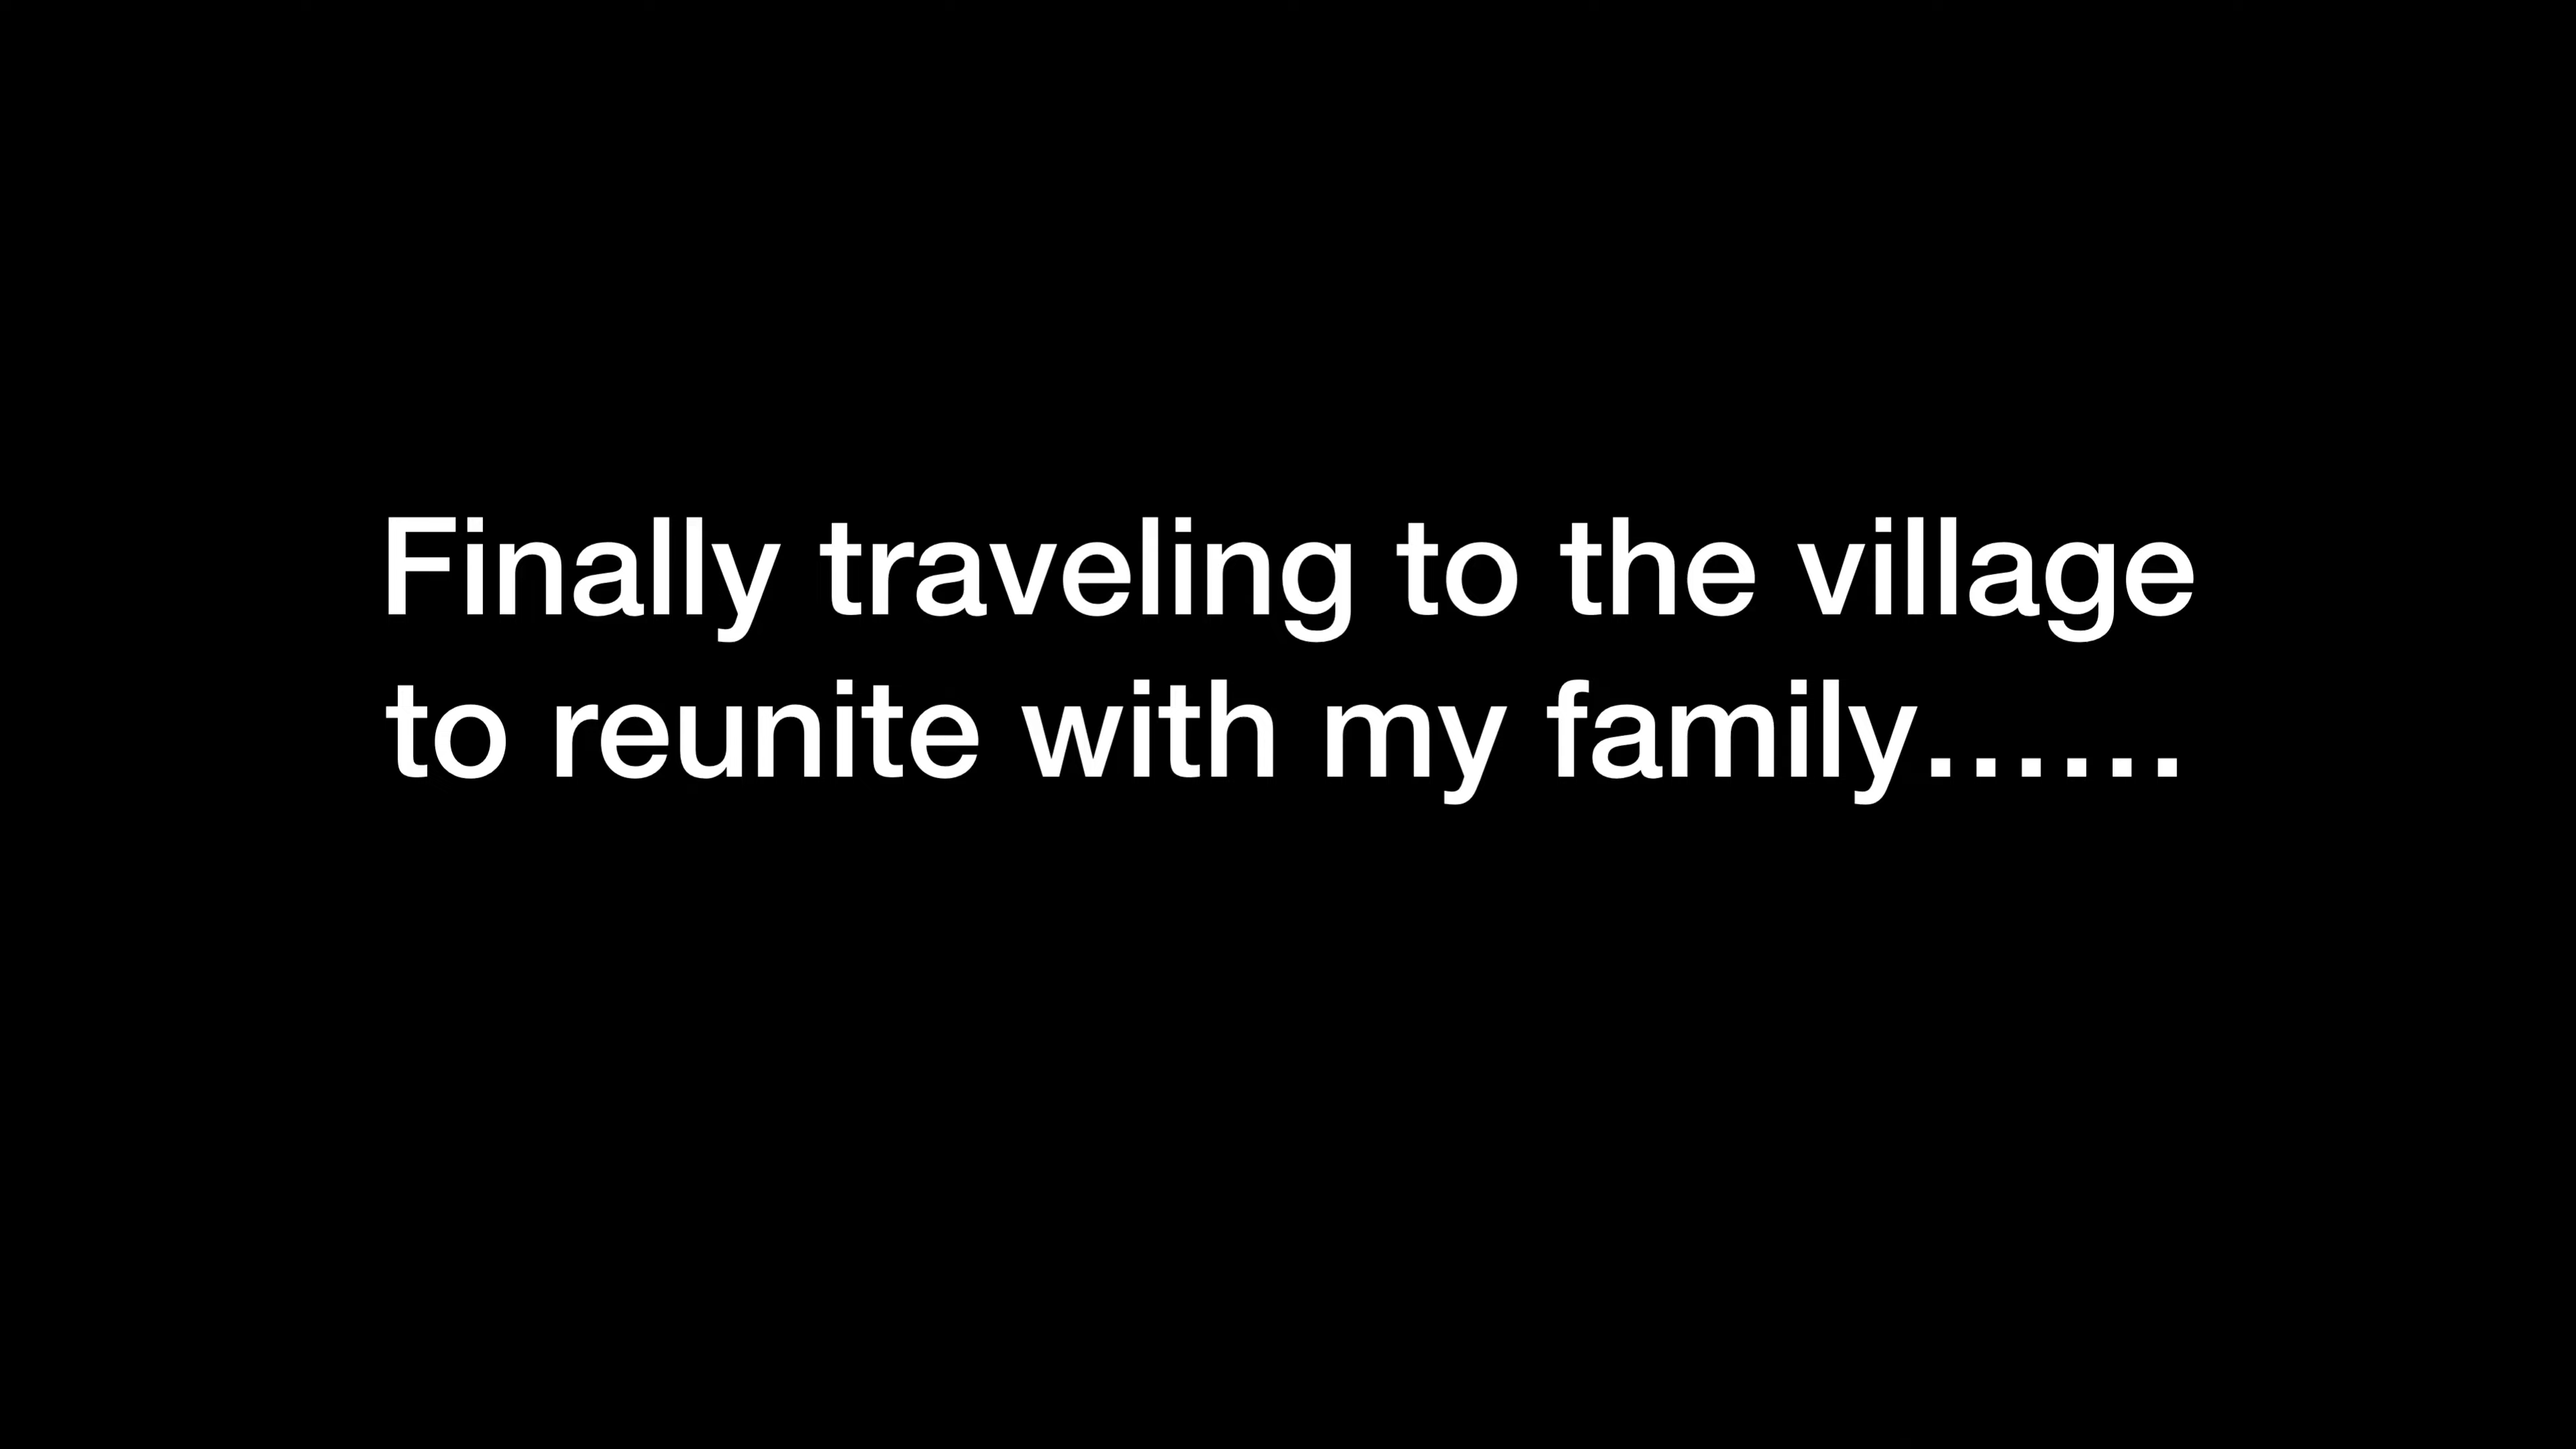 Finally traveling to the village
to reunite with my family......